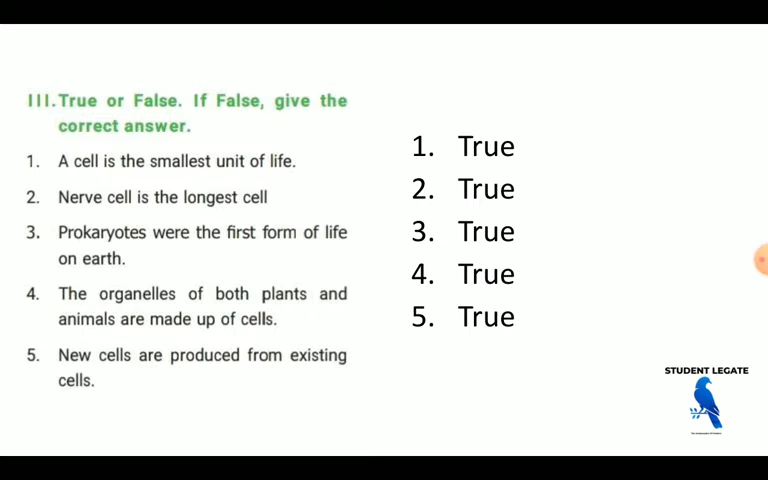 III. True or False. If False, give the
correct answer.
1. A cell is the smallest unit of life.
2. Nerve cell is the longest cell
3. Prokaryotes were the first form of life
on earth.
4. The organelles of both plants and
animals are made up of cells.
5. New cells are produced from existing
cells.
1. True
2. True
3. True
4. True
5. True
STUDENT LEGATE